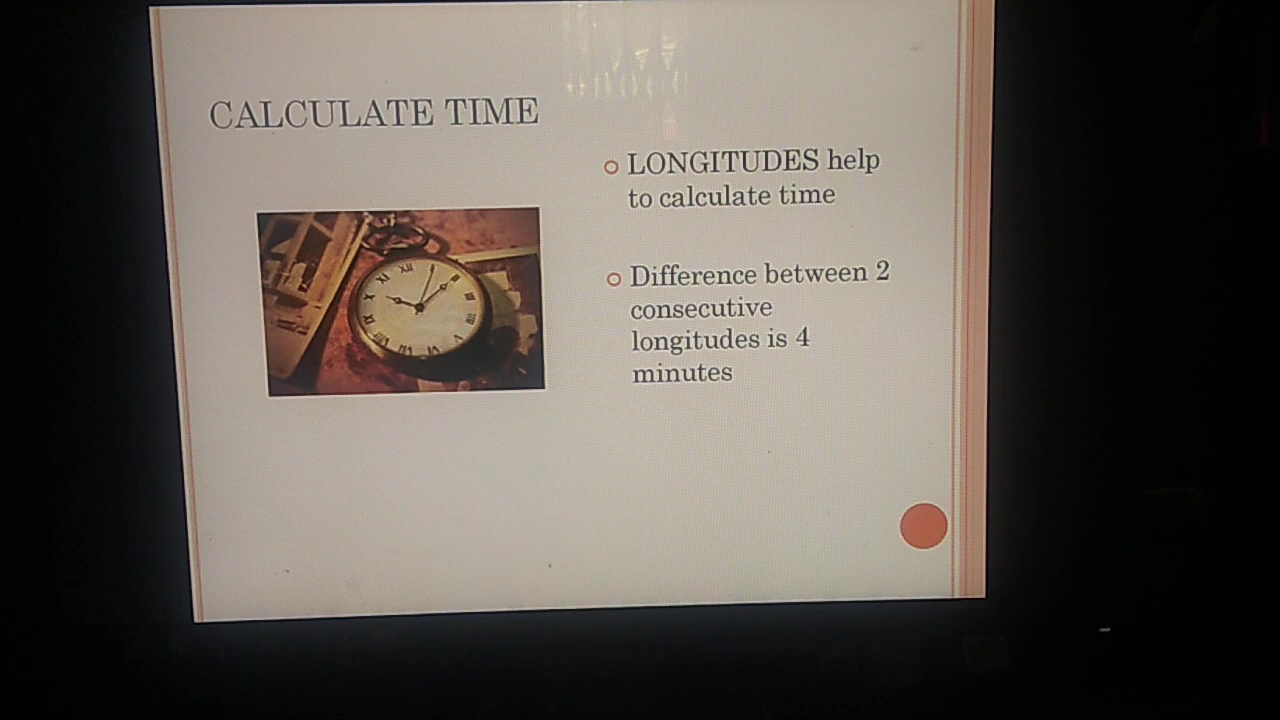 CALCULATE TIME
LONGITUDES help
to calculate time
Difference between 2
consecutive
longitudes is 4
minutes